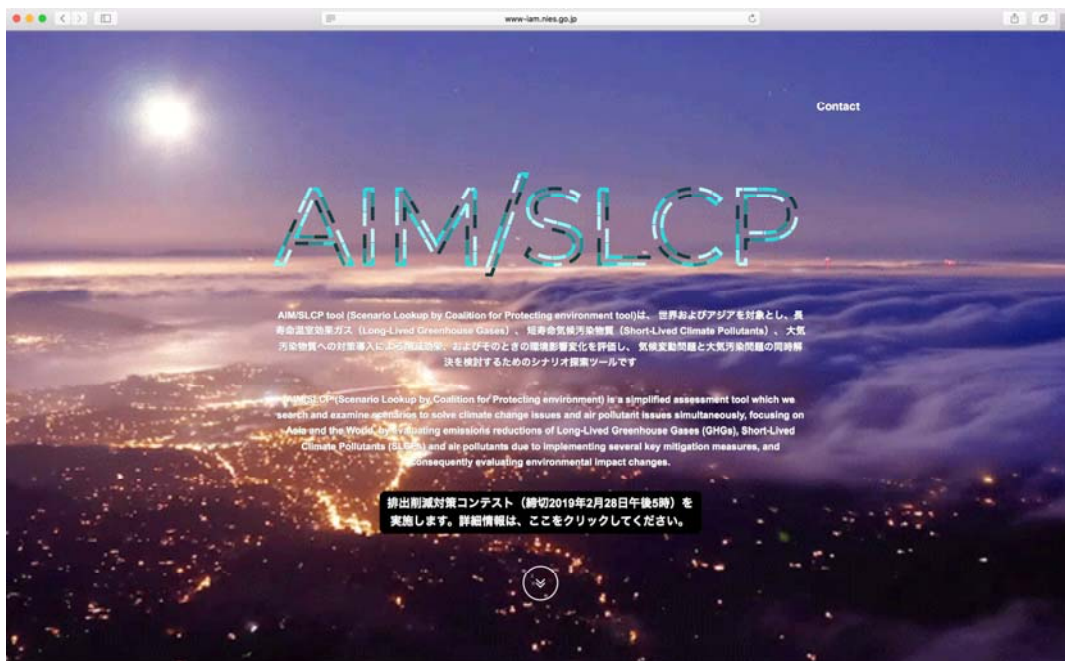 www-iam.nies.go.jp
Contact
AIM/SLCP
AIM/SLCP tool (Scenario Lookup by Coalition for Protecting environment tool)は、 世界およびアジアを対象とし、長
寿命温室効果ガス（Long-Lived Greenhouse Gases）、 短寿命気候汚染物質（Short-Lived Climate Pollutants）、 大気
汚染物質への対策導入による削減効果、およびそのときの環境影響変化を評価し、 気候変動問題と大気汚染問題の同時解
決を検討するためのシナリオ探索ツールです
AIM/SLCP(Scenario Lookup by Coalition for Protecting environment) is a simplified assessment tool which we
search and examine scenarios to solve climate change issues and air pollutant issues simultaneously, focusing on
Asia and the World, by evaluating emissions reductions of Long-Lived Greenhouse Gases (GHGs), Short-Lived
Climate Pollutants (SLCPs) and air pollutants due to implementing several key mitigation measures, and
consequently evaluating environmental impact changes.
排出削減対策コンテスト（締切2019年2月28日午後5時）を
実施します。詳細情報は、ここをクリックしてください。